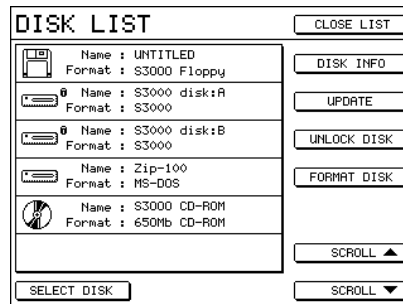 DISK LIST
CLOSE LIST
Name : UNTITLED
Format : S3000 Floppy
DISK INFO
Name : S3000 disk:A
Format : S3000
UPDATE
Name : S3000 disk:B
Format : S3000
UNLOCK DISK
Name : Zip-100
Format : MS-DOS
FORMAT DISK
Name : S3000 CD-ROM
Format : 650Mb CD-ROM
SCROLL
SELECT DISK
SCROLL